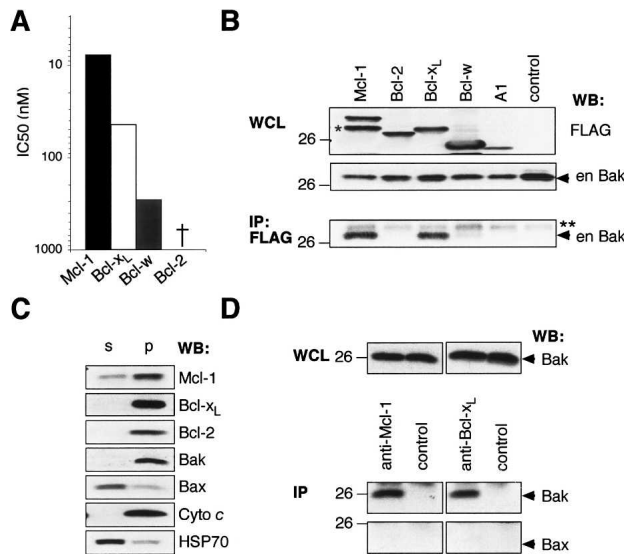 A
IC50 (nM)
10
100
1000
†
Mcl-1
Bcl-xL
Bcl-w
Bcl-2
B
Mcl-1
Bcl-2
Bcl-xL
Bcl-w
A1
control
WB:
WCL
*
26
FLAG
26
en Bak
IP:
FLAG
26
**
en Bak
C
s
p
WB:
Mcl-1
Bcl-xL
Bcl-2
Bak
Bax
Cyto c
HSP70
D
WB:
WCL
26
Bak
anti-Mcl-1
control
anti-Bcl-xL
control
IP
26
Bak
26
Bax